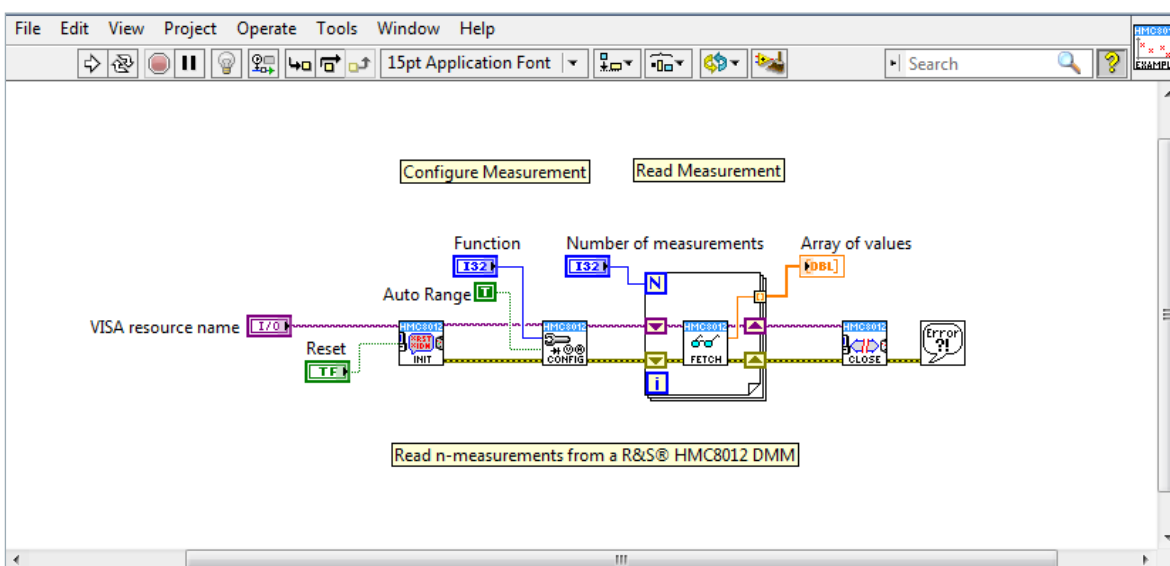 File Edit View Project Operate Tools Window Help
HMC80
15pt Application Font
Search
?
EXAMPL
Configure Measurement
Read Measurement
Function
Number of measurements
Array of values
I32
I32
DBL
N
Auto Range
T
VISA resource name
I/O
HMC8012
HMC8012
HMC8012
HMC8012
Error
?!
Reset
INIT
CONFIG
FETCH
CLOSE
TF
i
Read n-measurements from a R&S® HMC8012 DMM